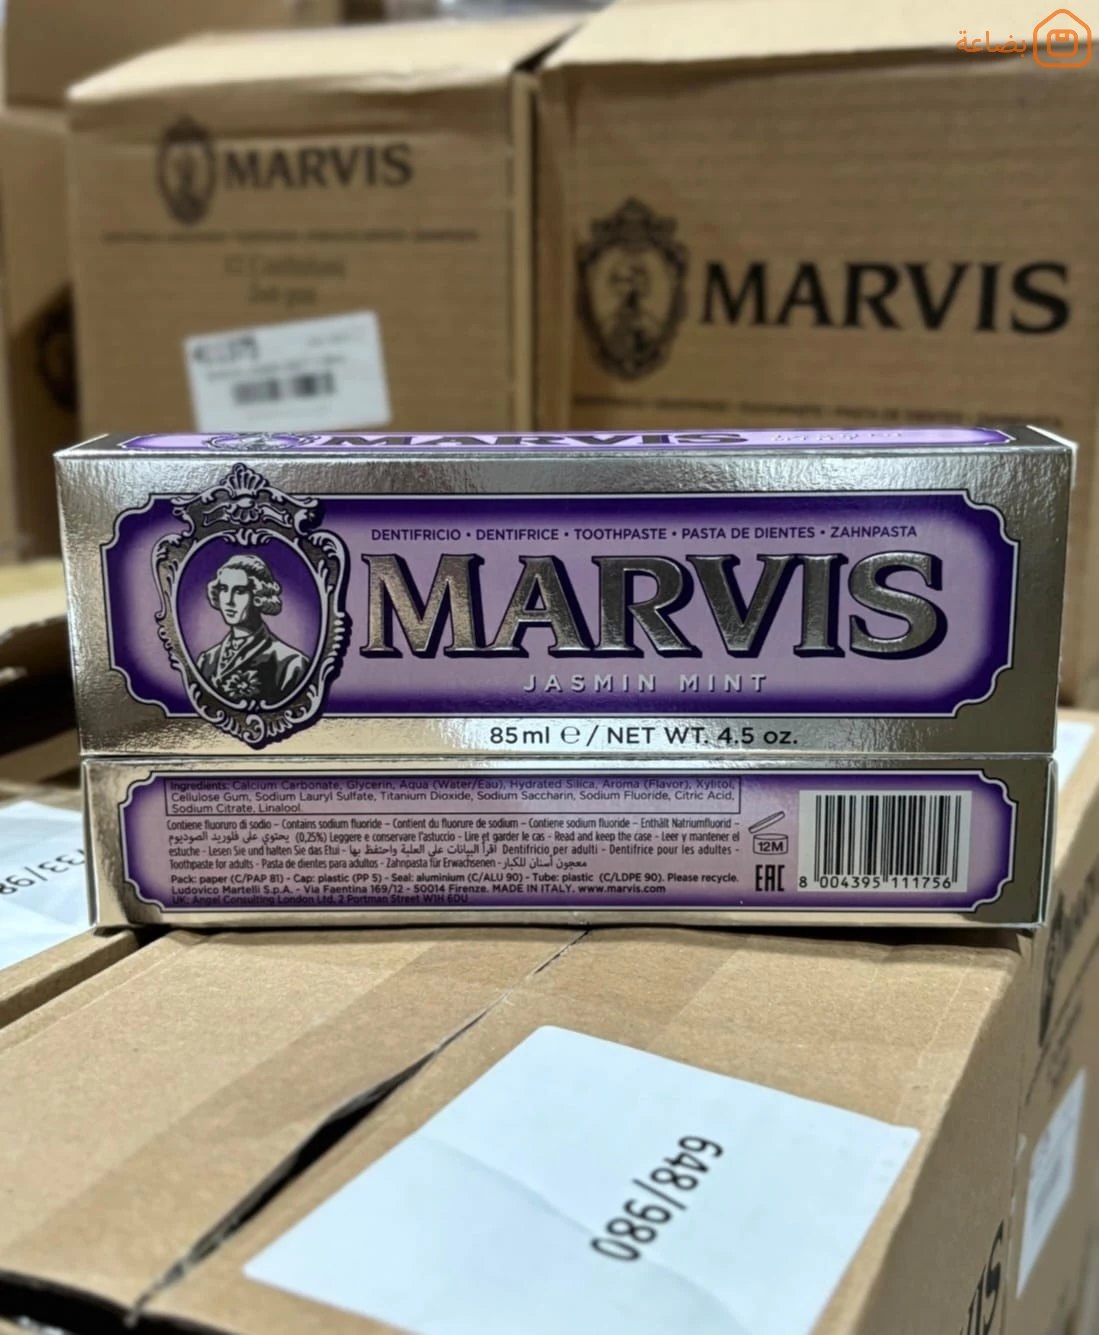 بضاعة
MARVIS
MARVIS
MARVIS
DENTIFRICIO • DENTIFRICE • TOOTHPASTE • PASTA DE DIENTES • ZAHNPASTA
MARVIS
JASMIN MINT
85ml e / NET WT. 4.5 oz.
Ingredients: Calcium Carbonate, Glycerin, Aqua (Water/Eau), Hydrated Silica, Aroma (Flavor), Xylitol,
Cellulose Gum, Sodium Lauryl Sulfate, Titanium Dioxide, Sodium Saccharin, Sodium Fluoride, Citric Acid,
Sodium Citrate, Linalool.
Contiene fluoruro di sodio – Contains sodium fluoride – Contient du fluorure de sodium – Contiene sodium fluoride – Enthält Natriumfluorid –
يحتوي على فلوريد الصوديوم (0,25%) Leggere e conservare l'astuccio - Lire et garder le cas - Read and keep the case - Leer y mantener el
estuche - Lesen Sie und halten Sie das Etui - اقرأ البيانات على العلبة واحتفظ بها Dentifricio per adulti - Dentifrice pour les adultes -
Toothpaste for adults - Pasta de dientes para adultos - Zahnpasta für Erwachsenen - معجون أسنان للكبار
Pack: paper (C/PAP 81) - Cap: plastic (PP 5) - Seal: aluminium (C/ALU 90) - Tube: plastic (C/LDPE 90). Please recycle.
Ludovico Martelli S.p.A. - Via Faentina 169/12 - 50014 Firenze. MADE IN ITALY. www.marvis.com
UK: Angel Consulting London Ltd, 2 Portman Street W1H 6DU
12M
EAC
8 004395 111756
648/980